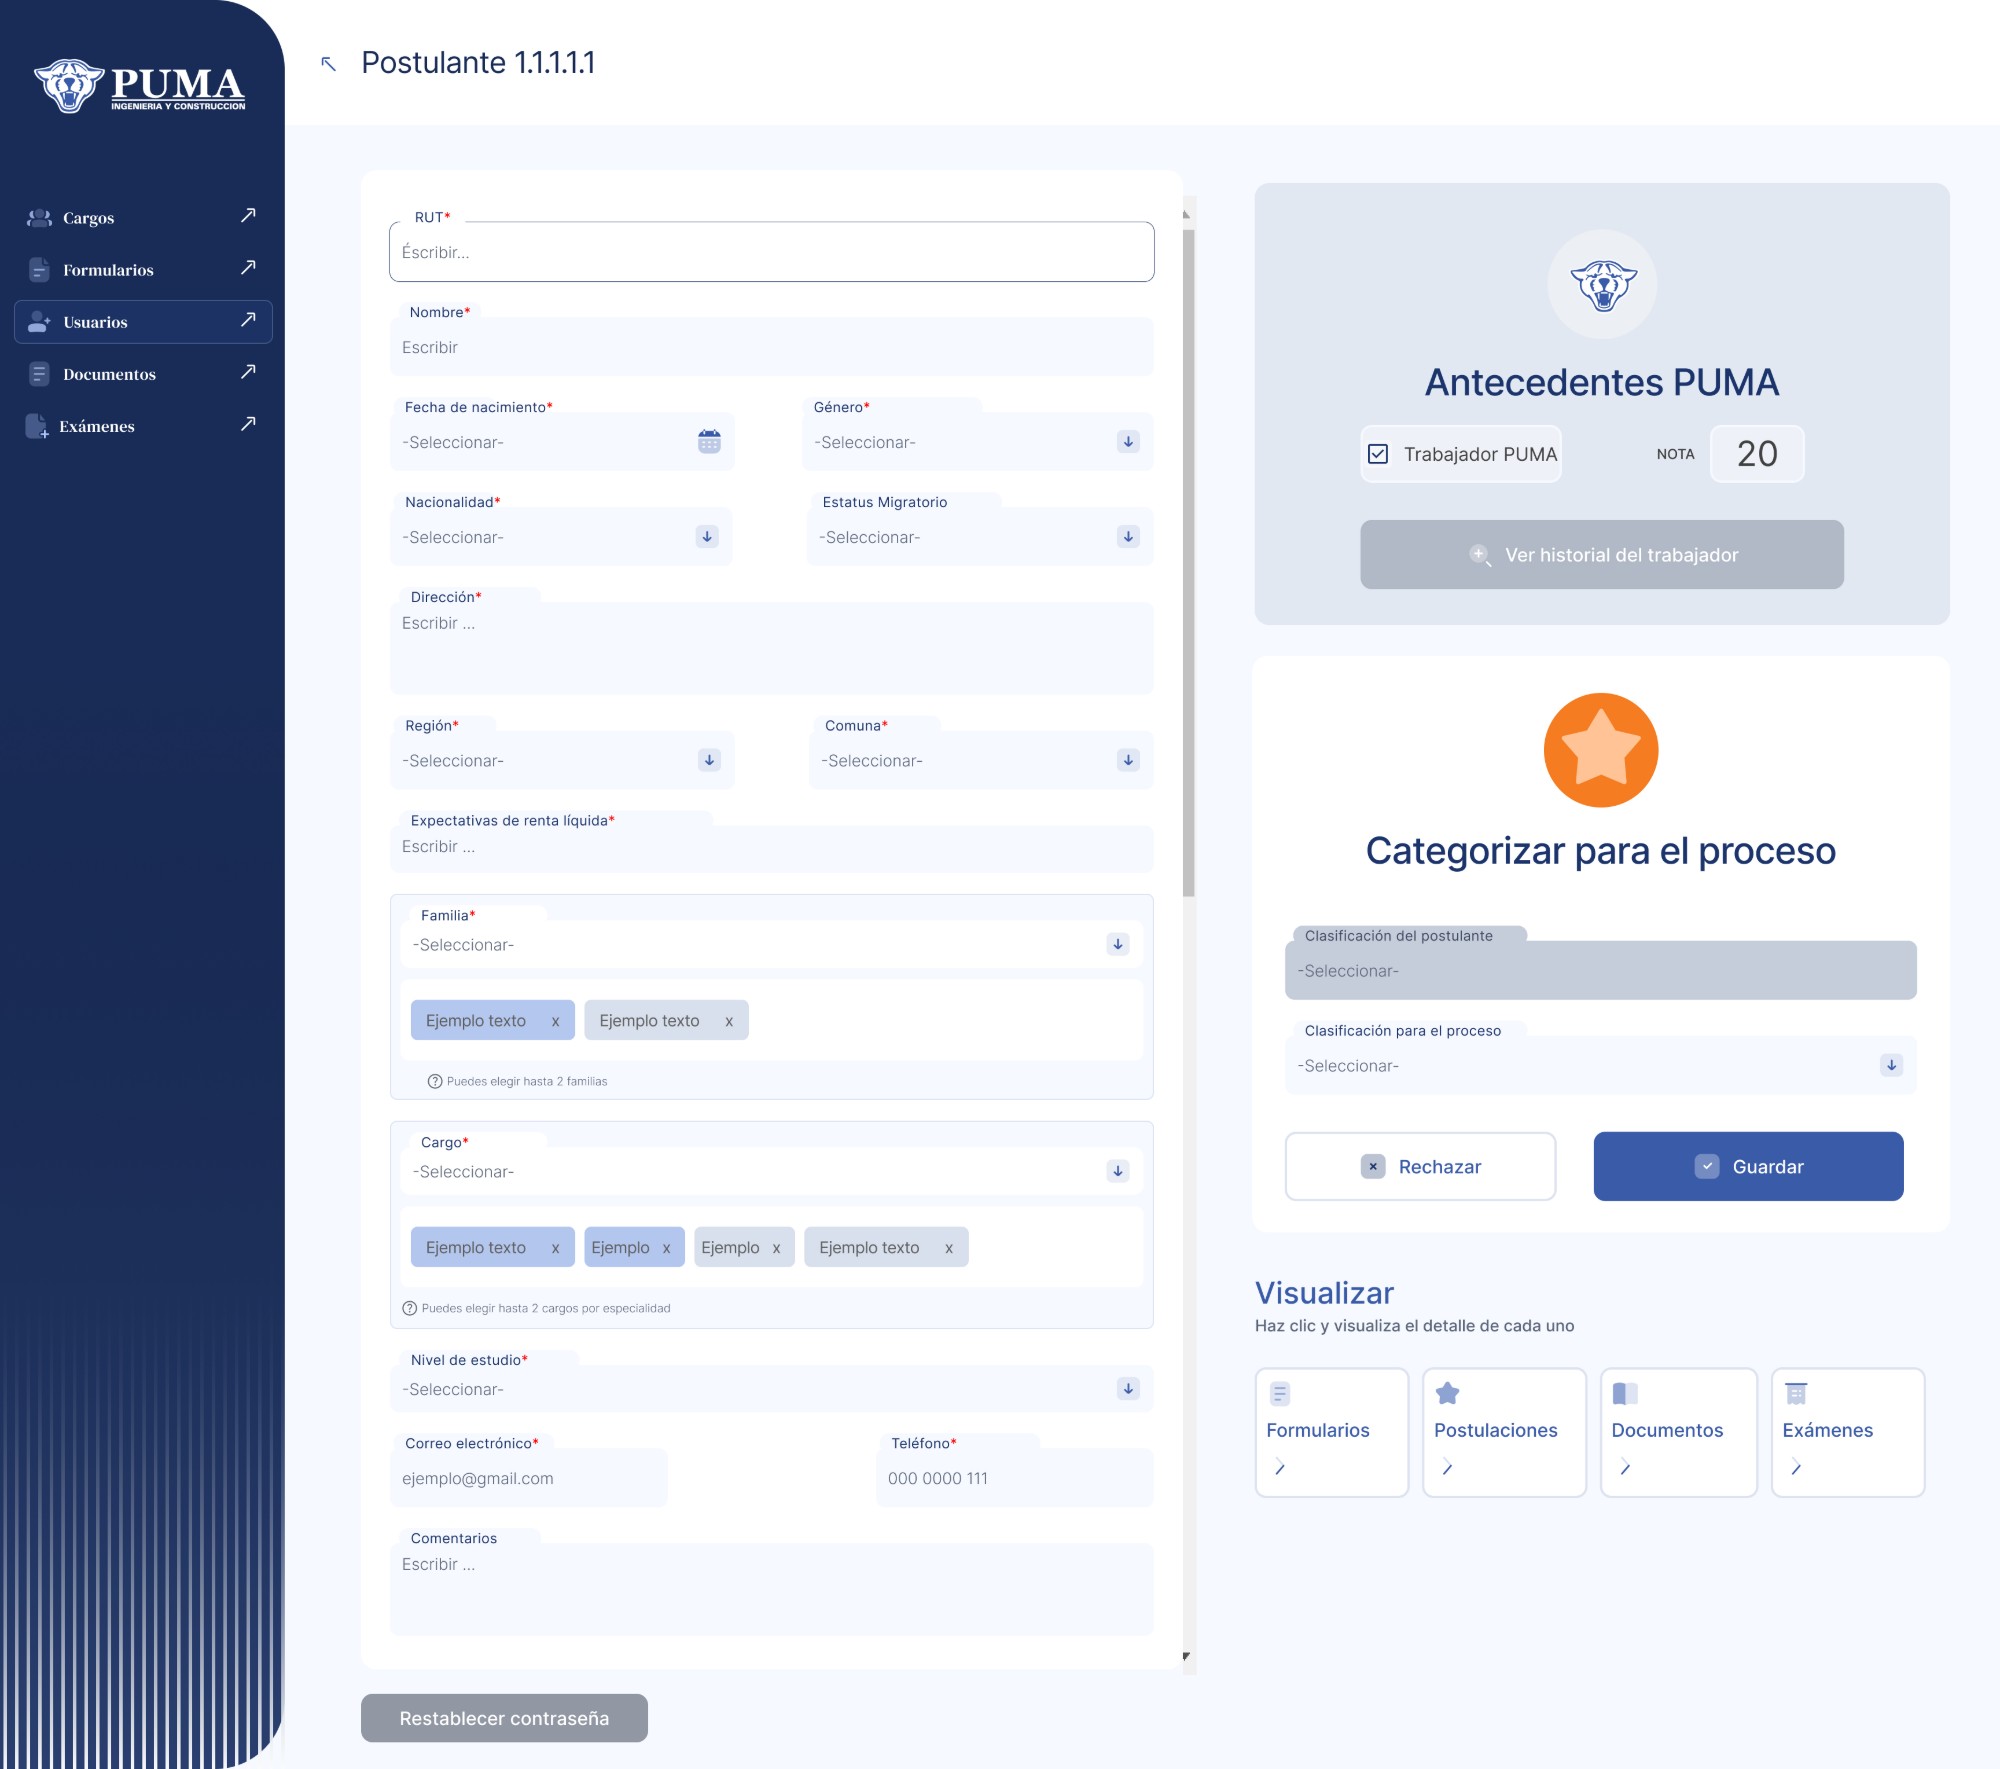 PUMA
INGENIERIA Y CONSTRUCCION
Cargos
Formularios
Usuarios
Documentos
Exámenes
Postulante 1.1.1.1.1
RUT*
Éscribir...
Nombre*
Escribir
Fecha de nacimiento*
-Seleccionar-
Género*
-Seleccionar-
Nacionalidad*
-Seleccionar-
Estatus Migratorio
-Seleccionar-
Dirección*
Escribir ...
Región*
-Seleccionar-
Comuna*
-Seleccionar-
Expectativas de renta líquida*
Escribir ...
Familia*
-Seleccionar-
Ejemplo texto x
Ejemplo texto x
? Puedes elegir hasta 2 familias
Cargo*
-Seleccionar-
Ejemplo texto x
Ejemplo x
Ejemplo x
Ejemplo texto x
? Puedes elegir hasta 2 cargos por especialidad
Nivel de estudio*
-Seleccionar-
Correo electrónico*
ejemplo@gmail.com
Teléfono*
000 0000 111
Comentarios
Escribir ...
Restablecer contraseña
Antecedentes PUMA
Trabajador PUMA
NOTA
20
Ver historial del trabajador
Categorizar para el proceso
Clasificación del postulante
-Seleccionar-
Clasificación para el proceso
-Seleccionar-
Rechazar
Guardar
Visualizar
Haz clic y visualiza el detalle de cada uno
Formularios
Postulaciones
Documentos
Exámenes